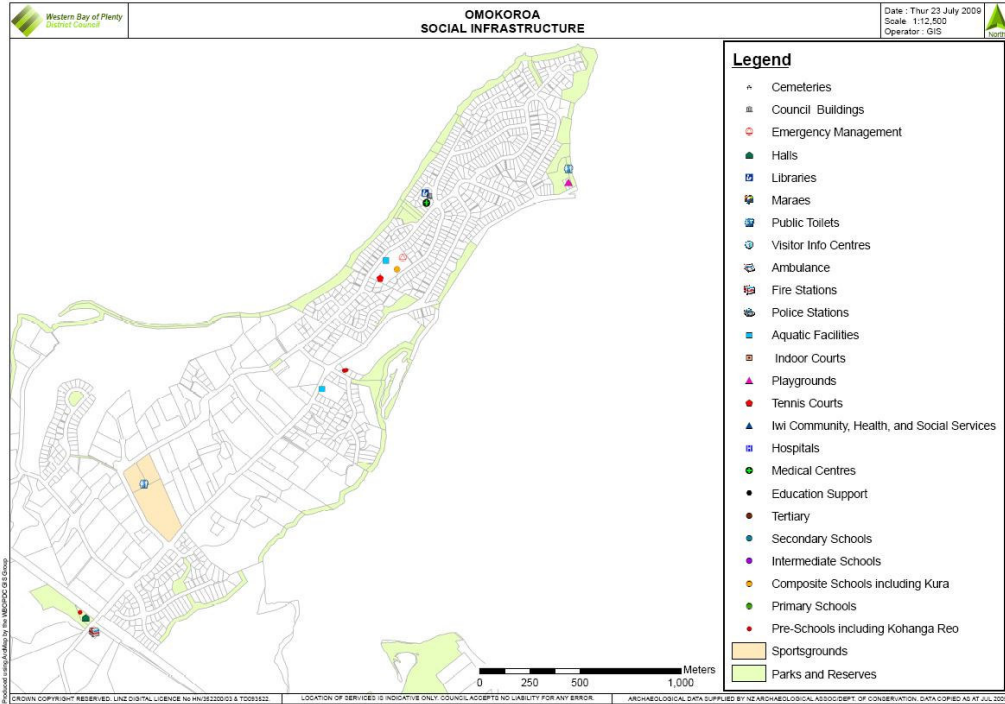 Western Bay of Plenty
District Council
OMOKOROA
SOCIAL INFRASTRUCTURE
Date : Thur 23 July 2009
Scale 1:12,500
Operator : GIS
North
Legend
Cemeteries
Council Buildings
Emergency Management
Halls
Libraries
Maraes
Public Toilets
Visitor Info Centres
Ambulance
Fire Stations
Police Stations
Aquatic Facilities
Indoor Courts
Playgrounds
Tennis Courts
Iwi Community, Health, and Social Services
Hospitals
Medical Centres
Education Support
Tertiary
Secondary Schools
Intermediate Schools
Composite Schools including Kura
Primary Schools
Pre-Schools including Kohanga Reo
Sportsgrounds
Parks and Reserves
Meters
0 250 500 1,000
Produced using ArcMap by the WBOPDC GIS Group
CROWN COPYRIGHT RESERVED. LINZ DIGITAL LICENCE No
LOCATION OF SERVICES IS INDICATIVE ONLY. COUNCIL ACCEPTS NO LIABILITY FOR ANY ERROR.
ARCHAEOLOGICAL DATA SUPPLIED BY NZ ARCHAEOLOGICAL ASSOC/DEPT. OF CONSERVATION. DATA COPIED AS AT JUL 2009